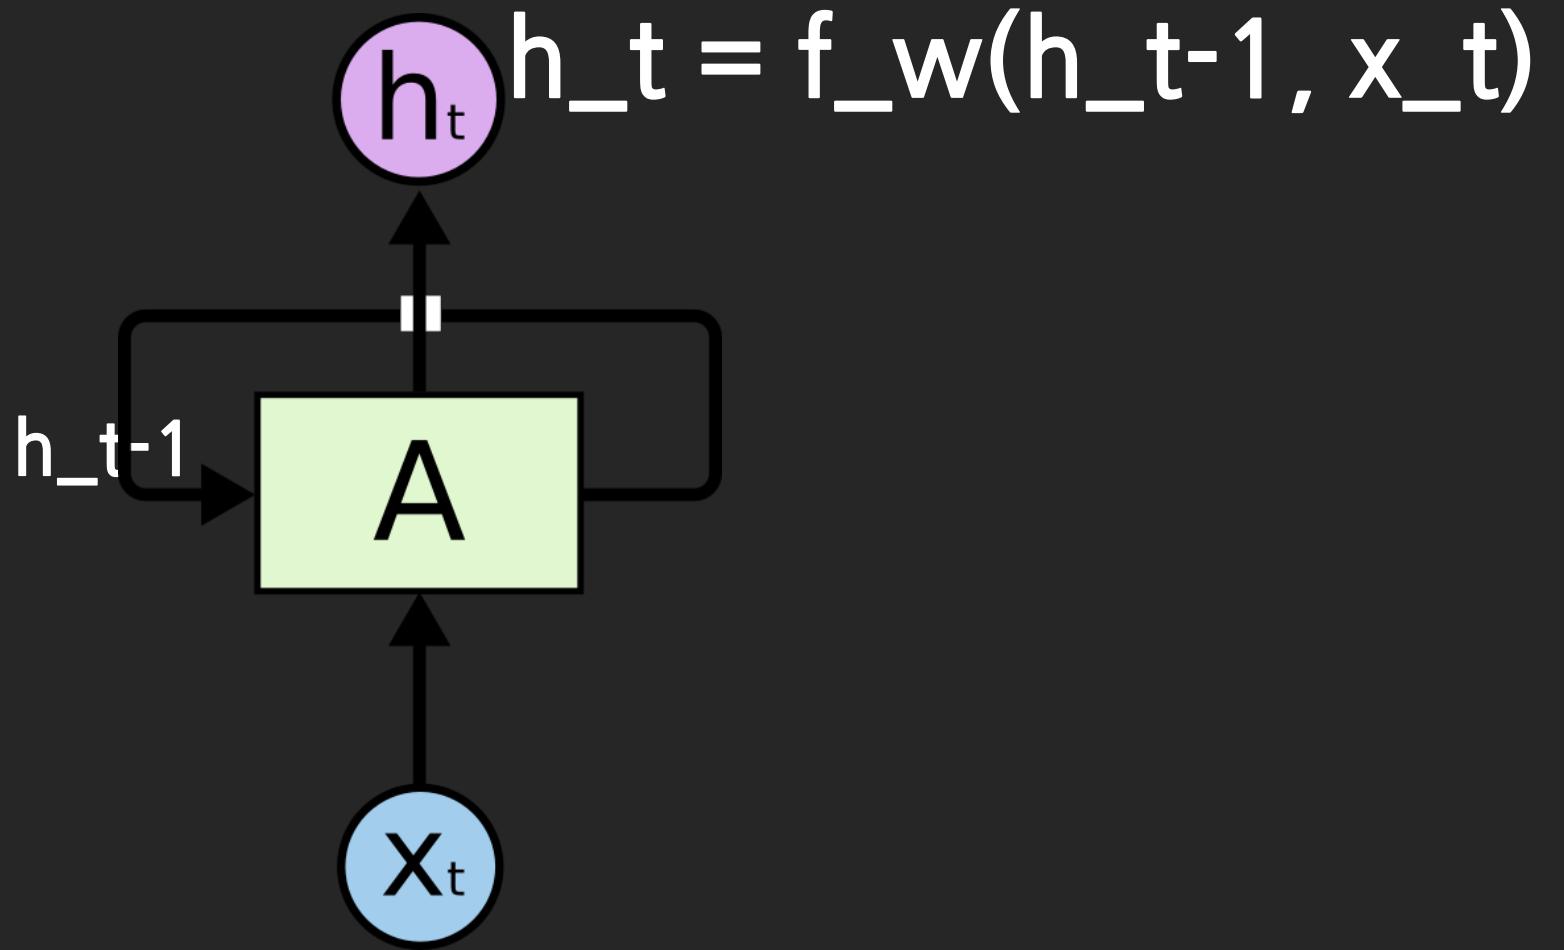 h_t = f_w(h_t-1, x_t)
ht
h_t-1
A
xt